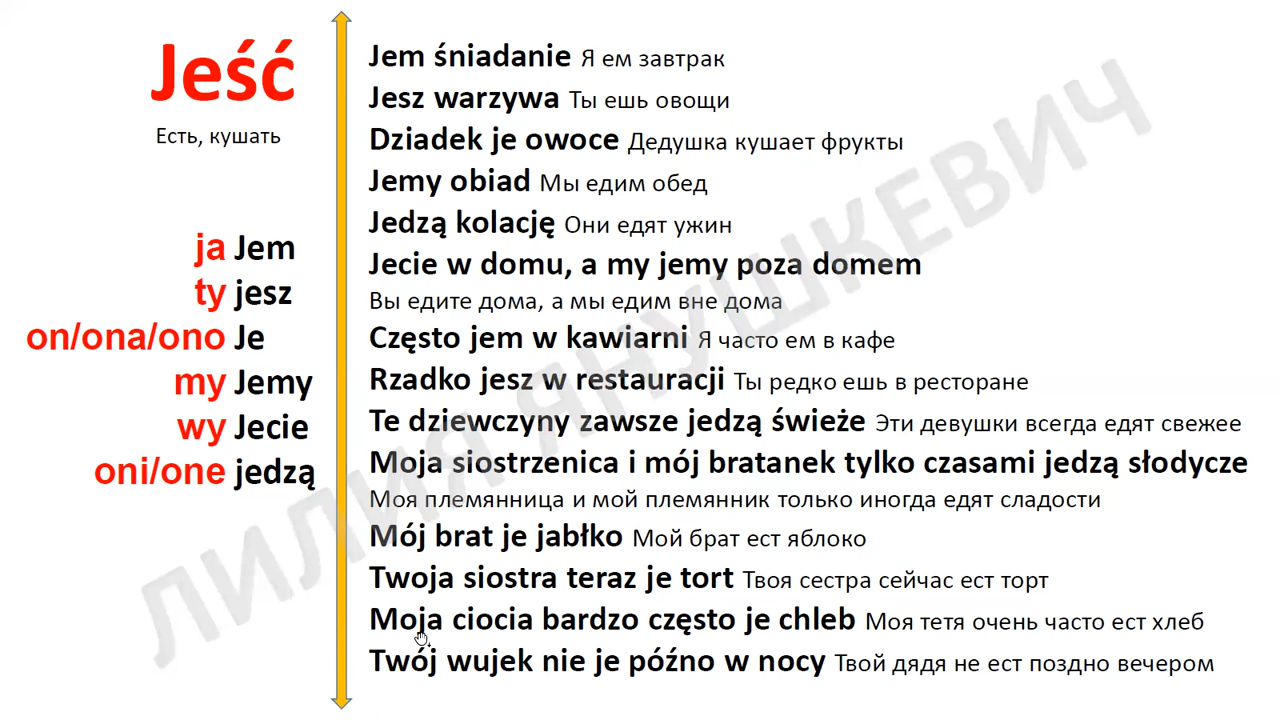 Jeść
Есть, кушать
ja Jem
ty jesz
on/ona/ono Je
my Jemy
wy Jecie
oni/one jedzą
Jem śniadanie Я ем завтрак
Jesz warzywa Ты ешь овощи
Dziadek je owoce Дедушка кушает фрукты
Jemy obiad Мы едим обед
Jedzą kolację Они едят ужин
Jecie w domu, a my jemy poza domem
Вы едите дома, а мы едим вне дома
Często jem w kawiarni Я часто ем в кафе
Rzadko jesz w restauracji Ты редко ешь в ресторане
Te dziewczyny zawsze jedzą świeże Эти девушки всегда едят свежее
Moja siostrzenica i mój bratanek tylko czasami jedzą słodycze
Моя племянница и мой племянник только иногда едят сладости
Mój brat je jabłko Мой брат ест яблоко
Twoja siostra teraz je tort Твоя сестра сейчас ест торт
Moja ciocia bardzo często je chleb Моя тетя очень часто ест хлеб
Twój wujek nie je późno w nocy Твой дядя не ест поздно вечером
ЛИЛИЯ ЯНУШКЕВИЧ